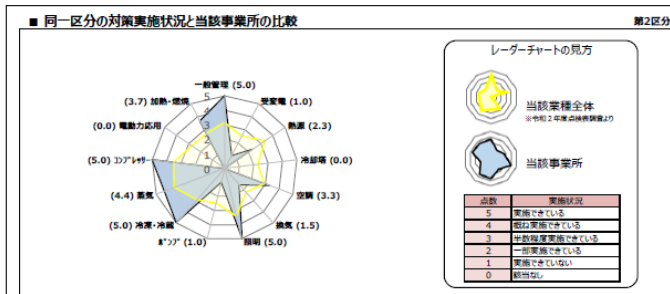 ■ 同一区分の対策実施状況と当該事業所の比較
第2区分
一般管理 (5.0)
(3.7) 加熱・燃焼
受変電 (1.0)
(0.0) 電動力応用
熱源 (2.3)
(5.0) コンプレッサー
冷却塔 (0.0)
(4.4) 蒸気
空調 (3.3)
(5.0) 冷凍・冷蔵
換気 (1.5)
ポンプ (1.0)
照明 (5.0)
5
4
3
2
1
0
レーダーチャートの見方
当該業種全体
※令和2年度点検表調査より
当該事業所
点数 実施状況
5 実施できている
4 概ね実施できている
3 半数程度実施できている
2 一部実施できている
1 実施できていない
0 該当なし